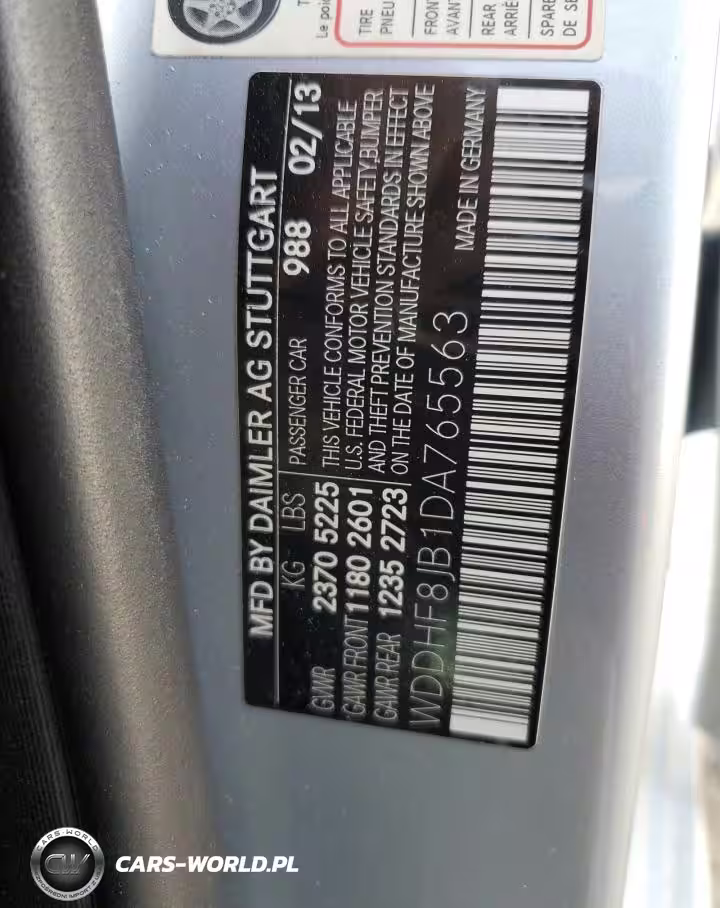 Le
TIRE
PNEU
FRONT
AVANT
REAR
SPARE
DE
MFD BY DAIMLER AG STUTTGART
KG LBS PASSENGER CAR 988 02/13
GVWR 2370 5225
GAWR FRONT 1180 2601
GAWR REAR 1235 2723
THIS VEHICLE CONFORMS TO ALL APPLICABLE
U.S. FEDERAL MOTOR VEHICLE SAFETY,BUMPER
AND THEFT PREVENTION STANDARDS IN EFFECT
ON THE DATE OF MANUFACTURE SHOWN ABOVE
WDDHF8JB1DA765563
MADE IN GERMANY
CARS-WORLD
CW
CARS-WORLD.PL